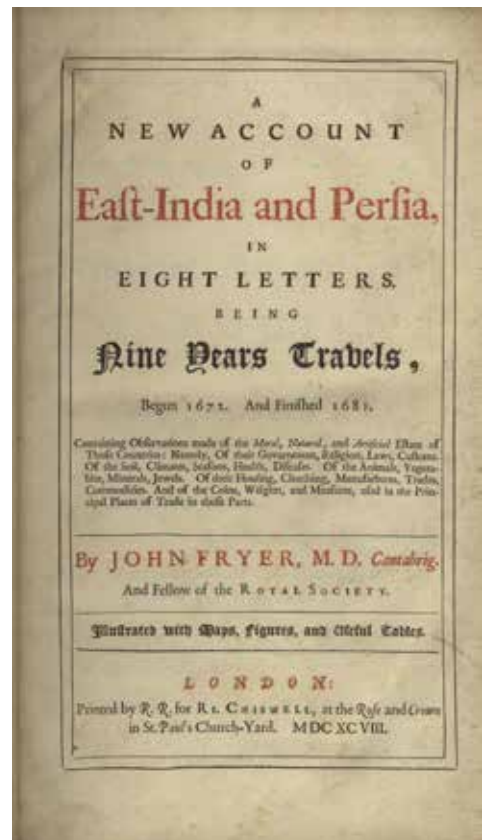 A
NEW ACCOUNT
OF
Eaſt-India and Perſia,
IN
EIGHT LETTERS.
BEING
Nine Years Travels,
Begun 1672. And Finiſhed 1681.
Containing Obſervations made of the Moral, Natural, and Artificial Eſtate of
Thoſe Countries: Namely, Of their Government, Religion, Laws, Cuſtoms.
Of the Soil, Climates, Seaſons, Health, Diſeaſes. Of the Animals, Vegeta-
bles, Minerals, Jewels. Of their Houſing, Cloathing, Manufactures, Trades,
Commodities. And of the Coins, Weights, and Meaſures, uſed in the Prin-
cipal Places of Trade in thoſe Parts.
By JOHN FRYER, M.D. Cantabrig.
And Fellow of the ROYAL SOCIETY.
Illuſtrated with Maps, Figures, and Uſeful Tables.
LONDON:
Printed by R. R. for RI. CHISWELL, at the Roſe and Crown
in St. Paul's Church-Yard. MDCXCVIII.